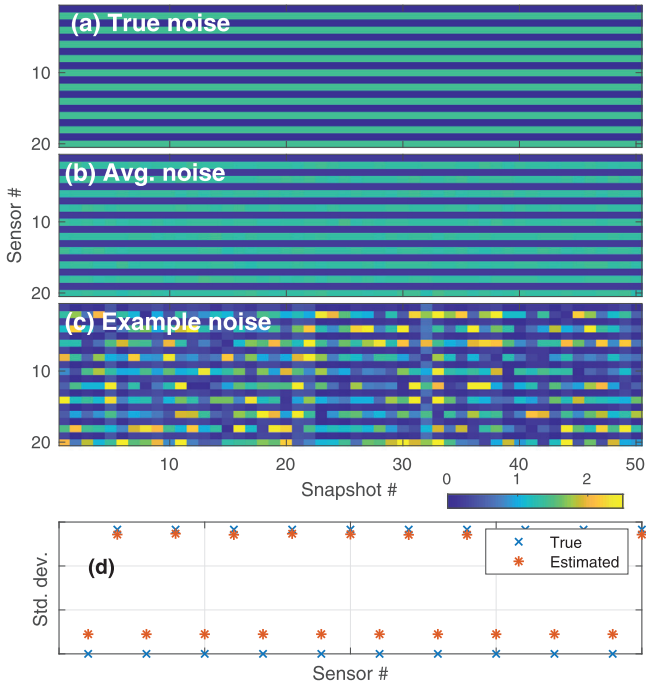 (a) True noise
10
20
(b) Avg. noise
Sensor #
10
20
(c) Example noise
10
20
10 20 30 40 50
Snapshot #
0 1 2
(d)
Std. dev.
True
Estimated
Sensor #